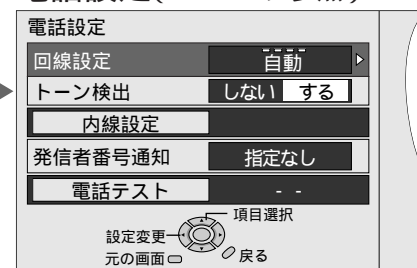 電話設定
回線設定 自動
トーン検出 しない する
内線設定
発信者番号通知 指定なし
電話テスト - -
項目選択
設定変更
元の画面 戻る